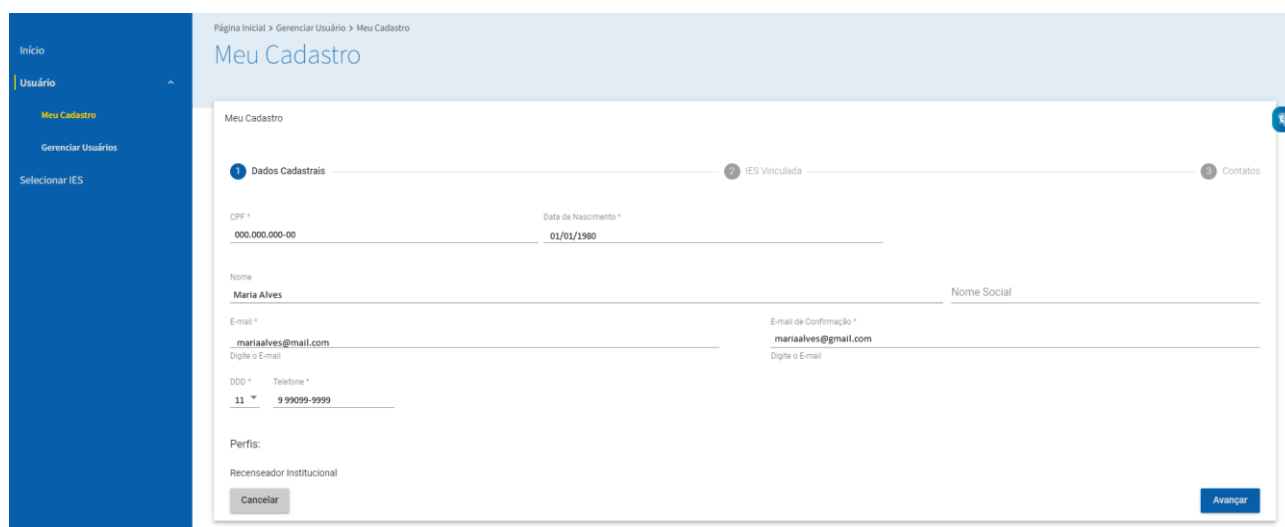 Página Inicial > Gerenciar Usuário > Meu Cadastro
Meu Cadastro
Início
Usuário
Meu Cadastro
Gerenciar Usuários
Selecionar IES
Meu Cadastro
1 Dados Cadastrais 2 IES Vinculada 3 Contatos
CPF * Data de Nascimento *
000.000.000-00 01/01/1980
Nome
Maria Alves Nome Social
E-mail * E-mail de Confirmação *
mariaalves@mail.com mariaalves@gmail.com
Digite o E-mail Digite o E-mail
DDD * Telefone *
11 9 99099-9999
Perfis:
Recenseador Institucional
Cancelar Avançar